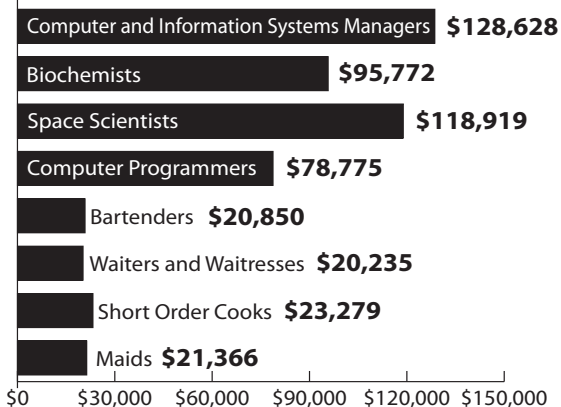 Computer and Information Systems Managers $128,628
Biochemists $95,772
Space Scientists $118,919
Computer Programmers $78,775
Bartenders $20,850
Waiters and Waitresses $20,235
Short Order Cooks $23,279
Maids $21,366
$0 $30,000 $60,000 $90,000 $120,000 $150,000